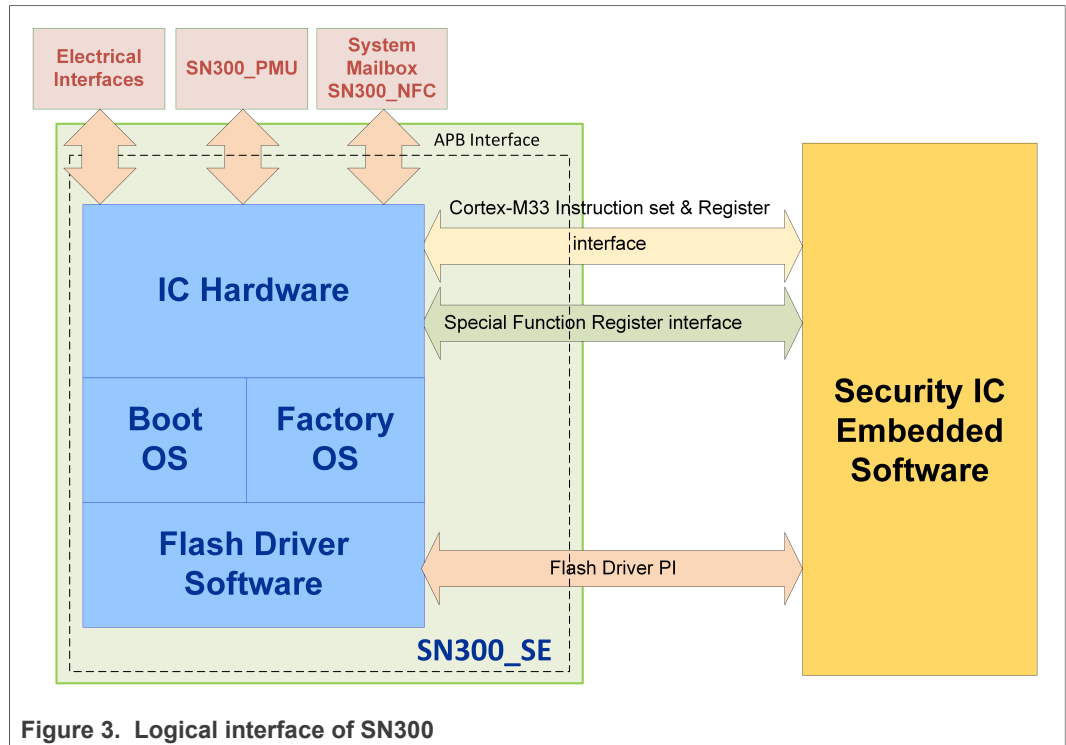 Electrical
Interfaces
SN300_PMU
System
Mailbox
SN300_NFC
APB Interface
Cortex-M33 Instruction set & Register
interface
IC Hardware
Special Function Register interface
Boot
OS
Factory
OS
Security IC
Embedded
Software
Flash Driver
Software
Flash Driver PI
SN300_SE
Figure 3. Logical interface of SN300